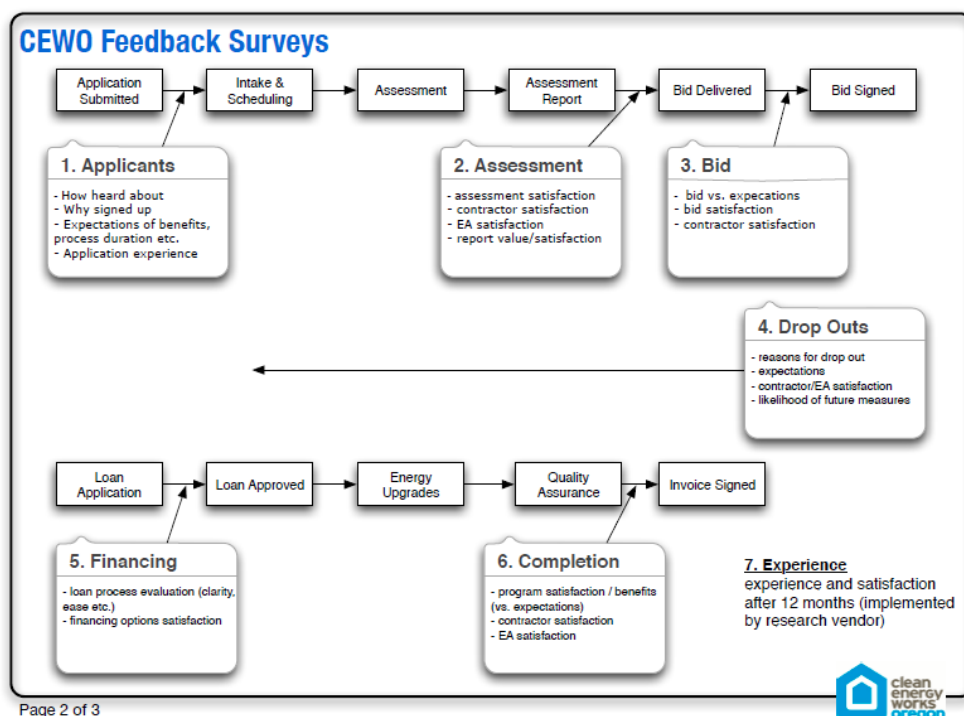 CEWO Feedback Surveys
Application
Submitted
Intake &
Scheduling
Assessment
Assessment
Report
Bid Delivered
Bid Signed
1. Applicants
- How heard about
- Why signed up
- Expectations of benefits,
process duration etc.
- Application experience
2. Assessment
- assessment satisfaction
- contractor satisfaction
- EA satisfaction
- report value/satisfaction
3. Bid
- bid vs. expecations
- bid satisfaction
- contractor satisfaction
4. Drop Outs
- reasons for drop out
- expectations
- contractor/EA satisfaction
- likelihood of future measures
Loan
Application
Loan Approved
Energy
Upgrades
Quality
Assurance
Invoice Signed
5. Financing
- loan process evaluation (clarity,
ease etc.)
- financing options satisfaction
6. Completion
- program satisfaction / benefits
(vs. expectations)
- contractor satisfaction
- EA satisfaction
7. Experience
experience and satisfaction
after 12 months (implemented
by research vendor)
clean
energy
works
oregon
Page 2 of 3